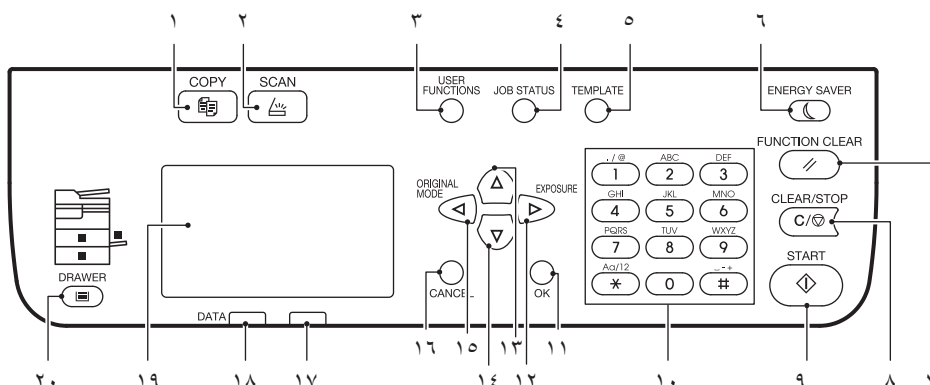 ١ ٢ ٣ ٤ ٥ ٦
COPY SCAN
USER FUNCTIONS
JOB STATUS
TEMPLATE
ENERGY SAVER
FUNCTION CLEAR
. / @ ABC DEF
1 2 3
GHI JKL MNO
4 5 6
PQRS TUV WXYZ
7 8 9
Aa/12 _ - +
* 0 #
ORIGINAL MODE
EXPOSURE
CLEAR/STOP
C/
START
DRAWER
CANCEL
OK
DATA
١٦ ١٥ ١٣ ١١
٢٠ ١٩ ١٨ ١٧ ١٤ ١٢ ١٠ ٩ ٨